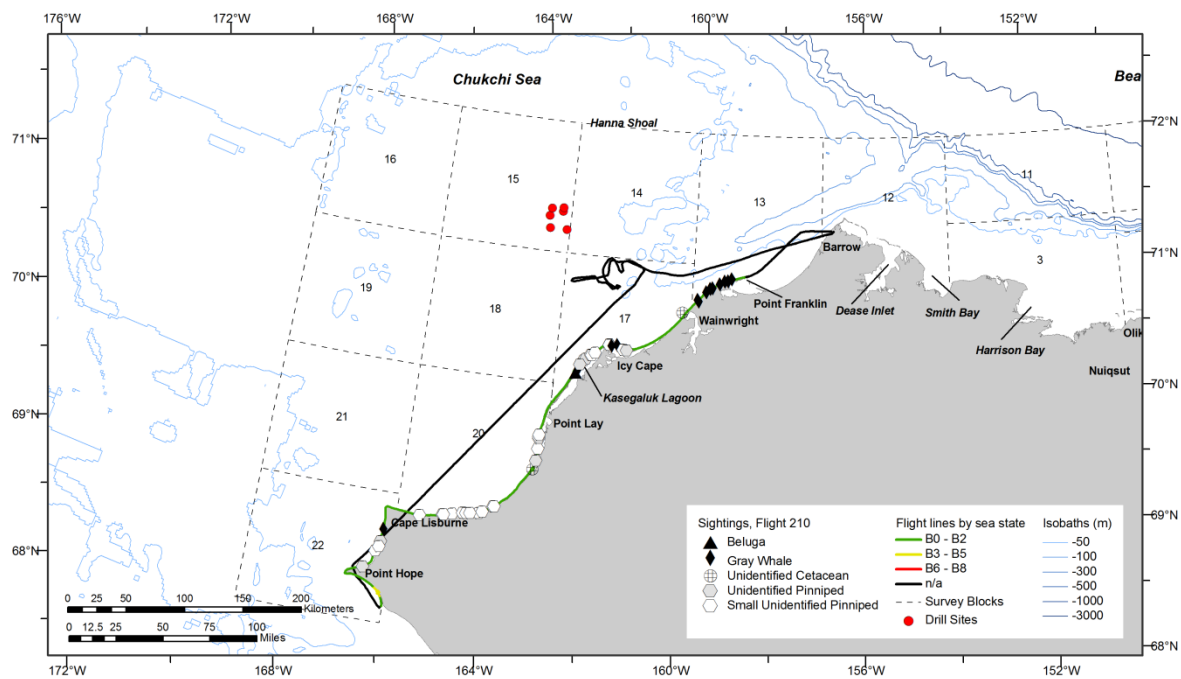 176°W 172°W 168°W 164°W 160°W 156°W 152°W
Chukchi Sea
Bea
72°N
71°N
Hanna Shoal
16
15
14
13
12
11
71°N
3
Barrow
70°N
19
18
17
Point Franklin
Dease Inlet
Smith Bay
Wainwright
Harrison Bay
Olik
Icy Cape
Nuiqsut
70°N
Kasegaluk Lagoon
69°N
21
20
Point Lay
Cape Lisburne
69°N
68°N
22
Point Hope
0 25 50 100 150 200
Kilometers
0 12.5 25 50 75 100
Miles
Sightings, Flight 210
Beluga
Gray Whale
Unidentified Cetacean
Unidentified Pinniped
Small Unidentified Pinniped
Flight lines by sea state
B0 - B2
B3 - B5
B6 - B8
n/a
Survey Blocks
Drill Sites
Isobaths (m)
-50
-100
-300
-500
-1000
-3000
68°N
172°W 168°W 164°W 160°W 156°W 152°W